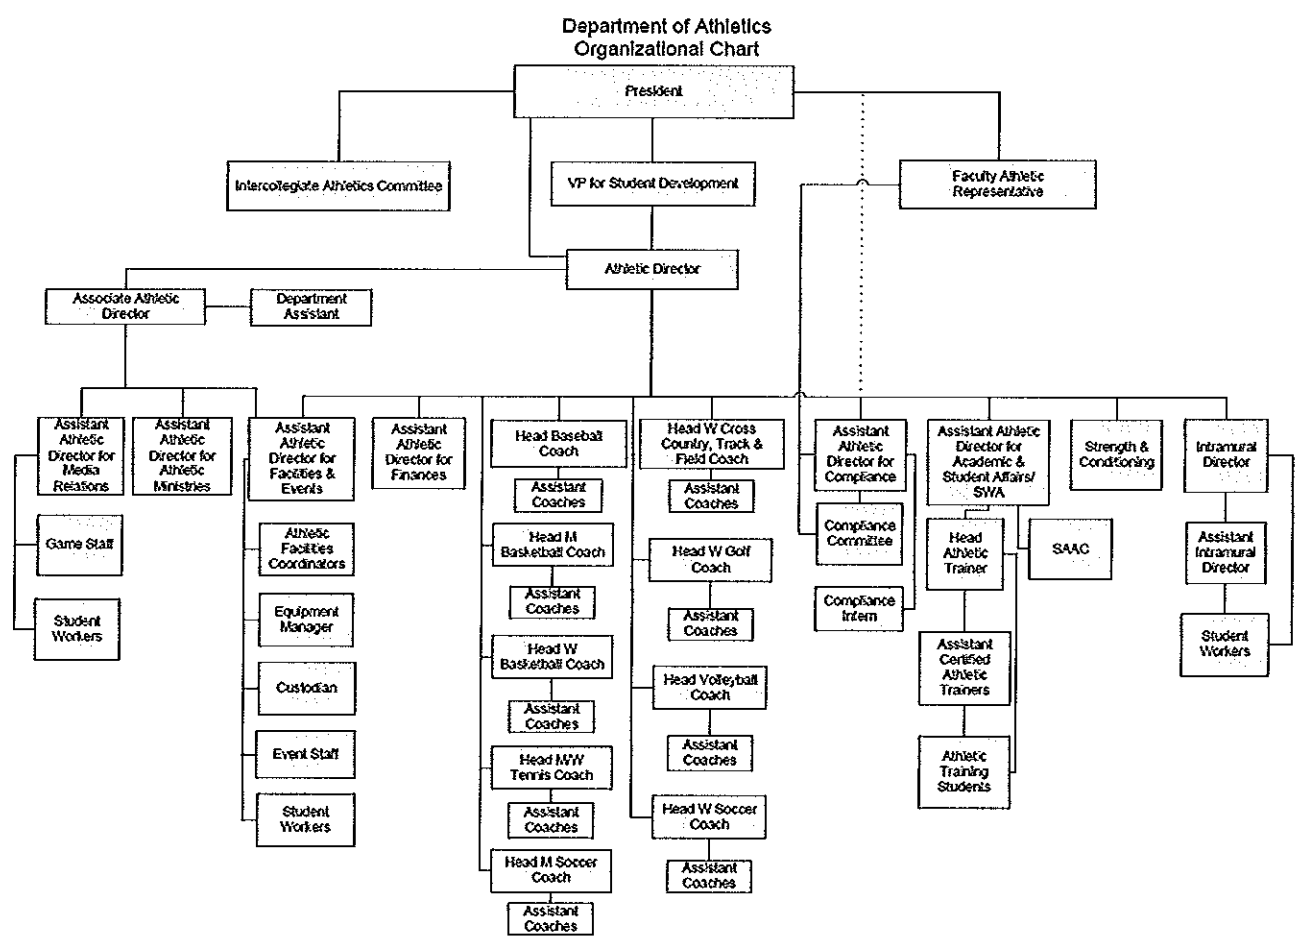 Department of Athletics
Organizational Chart
President
Intercollegiate Athletics Committee
VP for Student Development
Faculty Athletic
Representative
Athletic Director
Associate Athletic
Director
Department
Assistant
Assistant
Athletic
Director for
Media
Relations
Assistant
Athletic
Director for
Athletic
Ministries
Assistant
Athletic
Director for
Facilities &
Events
Assistant
Athletic
Director for
Finances
Head Baseball
Coach
Assistant
Coaches
Head W Cross
Country, Track &
Field Coach
Assistant
Coaches
Assistant
Athletic
Director for
Compliance
Assistant Athletic
Director for
Academic &
Student Affairs/
SWA
Strength &
Conditioning
Intramural
Director
Game Staff
Student
Workers
Athletic
Facilities
Coordinators
Equipment
Manager
Custodian
Event Staff
Student
Workers
Head M
Basketball Coach
Assistant
Coaches
Head W
Basketball Coach
Assistant
Coaches
Head M/W
Tennis Coach
Assistant
Coaches
Head M Soccer
Coach
Assistant
Coaches
Head W Golf
Coach
Assistant
Coaches
Head Volleyball
Coach
Assistant
Coaches
Head W Soccer
Coach
Assistant
Coaches
Compliance
Committee
Compliance
Intern
Head
Athletic
Trainer
SAAC
Assistant
Certified
Athletic
Trainers
Athletic
Training
Students
Assistant
Intramural
Director
Student
Workers